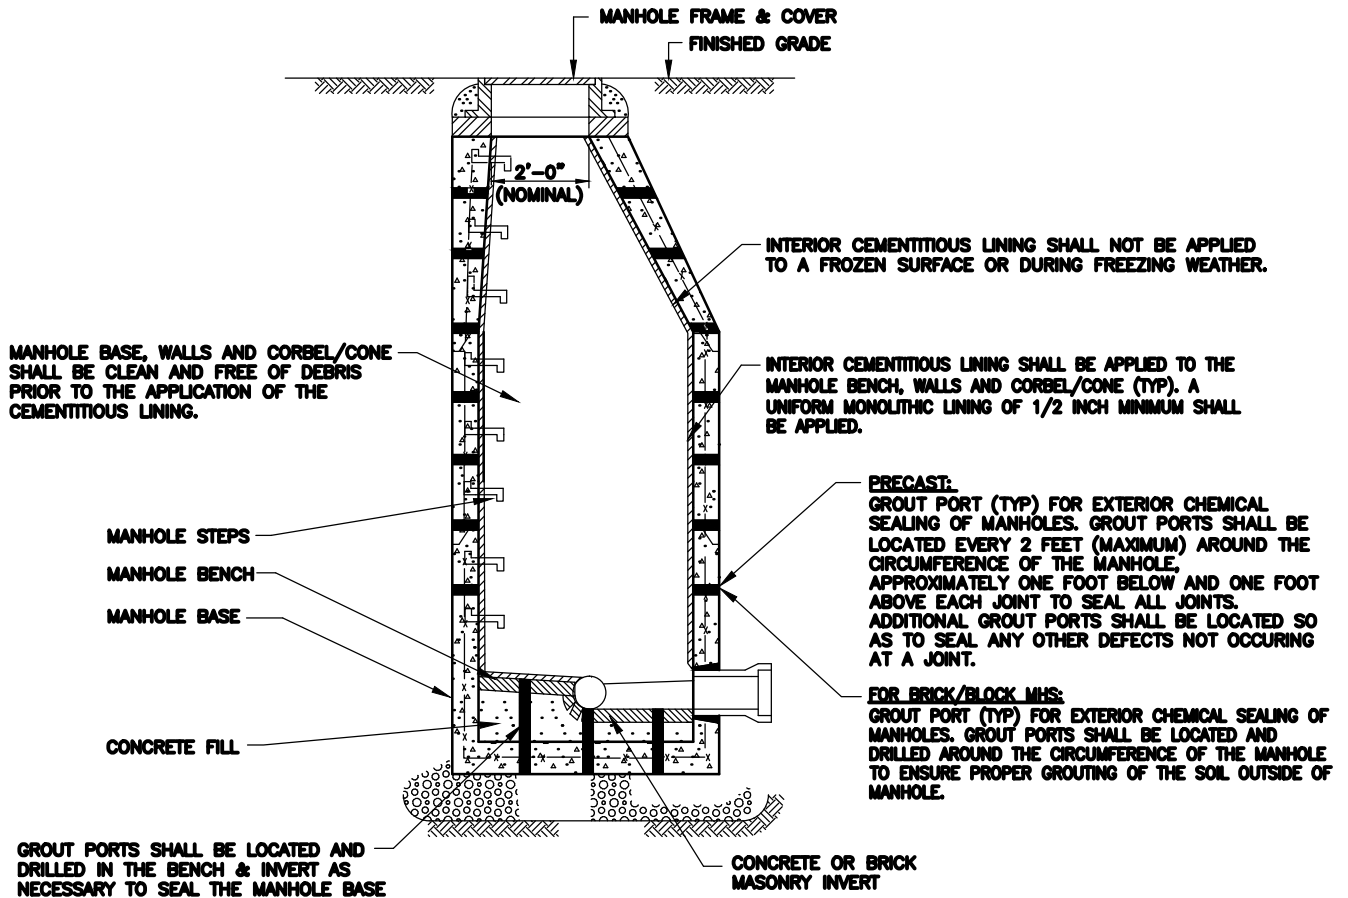 MANHOLE FRAME & COVER
FINISHED GRADE
2'-0"
(NOMINAL)
INTERIOR CEMENTITIOUS LINING SHALL NOT BE APPLIED
TO A FROZEN SURFACE OR DURING FREEZING WEATHER.
MANHOLE BASE, WALLS AND CORBEL/CONE
SHALL BE CLEAN AND FREE OF DEBRIS
PRIOR TO THE APPLICATION OF THE
CEMENTITIOUS LINING.
INTERIOR CEMENTITIOUS LINING SHALL BE APPLIED TO THE
MANHOLE BENCH, WALLS AND CORBEL/CONE (TYP). A
UNIFORM MONOLITHIC LINING OF 1/2 INCH MINIMUM SHALL
BE APPLIED.
PRECAST:
GROUT PORT (TYP) FOR EXTERIOR CHEMICAL
SEALING OF MANHOLES. GROUT PORTS SHALL BE
LOCATED EVERY 2 FEET (MAXIMUM) AROUND THE
CIRCUMFERENCE OF THE MANHOLE,
APPROXIMATELY ONE FOOT BELOW AND ONE FOOT
ABOVE EACH JOINT TO SEAL ALL JOINTS.
ADDITIONAL GROUT PORTS SHALL BE LOCATED SO
AS TO SEAL ANY OTHER DEFECTS NOT OCCURING
AT A JOINT.
MANHOLE STEPS
MANHOLE BENCH
MANHOLE BASE
FOR BRICK/BLOCK MHS:
GROUT PORT (TYP) FOR EXTERIOR CHEMICAL SEALING OF
MANHOLES. GROUT PORTS SHALL BE LOCATED AND
DRILLED AROUND THE CIRCUMFERENCE OF THE MANHOLE
TO ENSURE PROPER GROUTING OF THE SOIL OUTSIDE OF
MANHOLE.
CONCRETE FILL
GROUT PORTS SHALL BE LOCATED AND
DRILLED IN THE BENCH & INVERT AS
NECESSARY TO SEAL THE MANHOLE BASE
CONCRETE OR BRICK
MASONRY INVERT